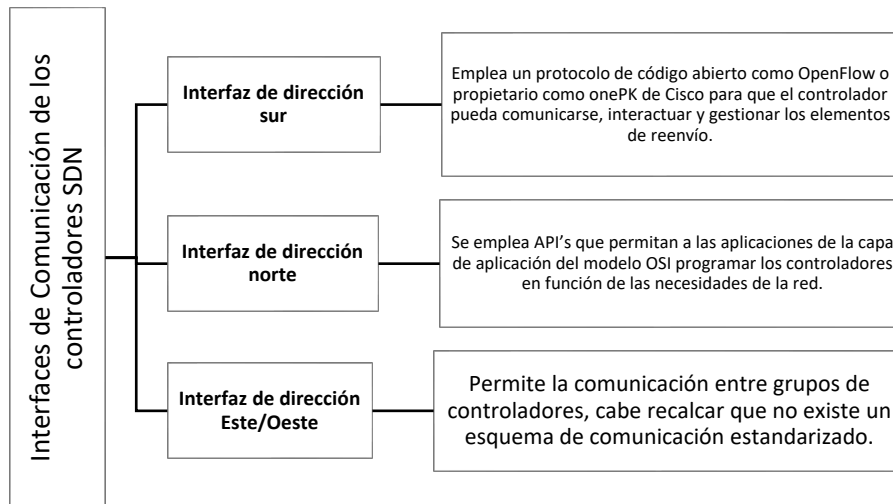 Interfaces de Comunicación de los
controladores SDN
Interfaz de dirección
sur
Emplea un protocolo de código abierto como OpenFlow o
propietario como onePK de Cisco para que el controlador
pueda comunicarse, interactuar y gestionar los elementos
de reenvío.
Interfaz de dirección
norte
Se emplea API’s que permitan a las aplicaciones de la capa
de aplicación del modelo OSI programar los controladores
en función de las necesidades de la red.
Interfaz de dirección
Este/Oeste
Permite la comunicación entre grupos de
controladores, cabe recalcar que no existe un
esquema de comunicación estandarizado.